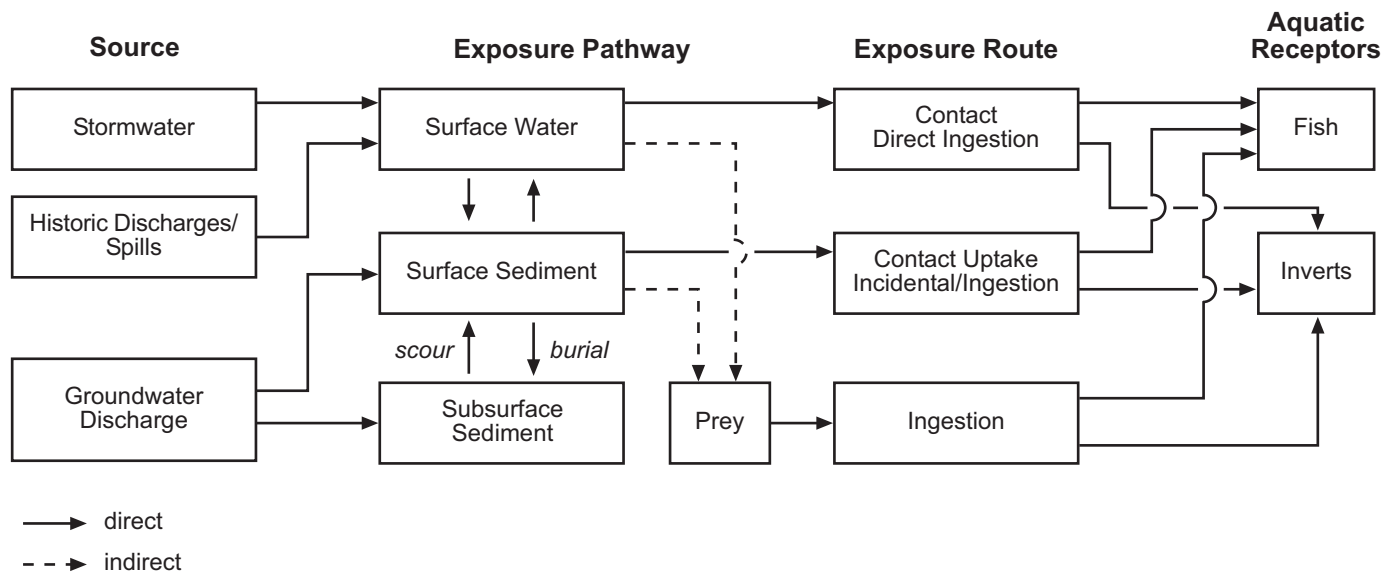 Source
Exposure Pathway
Exposure Route
Aquatic
Receptors
Stormwater
Surface Water
Contact
Direct Ingestion
Fish
Historic Discharges/
Spills
Surface Sediment
Contact Uptake
Incidental/Ingestion
Inverts
scour
burial
Groundwater
Discharge
Subsurface
Sediment
Prey
Ingestion
direct
indirect